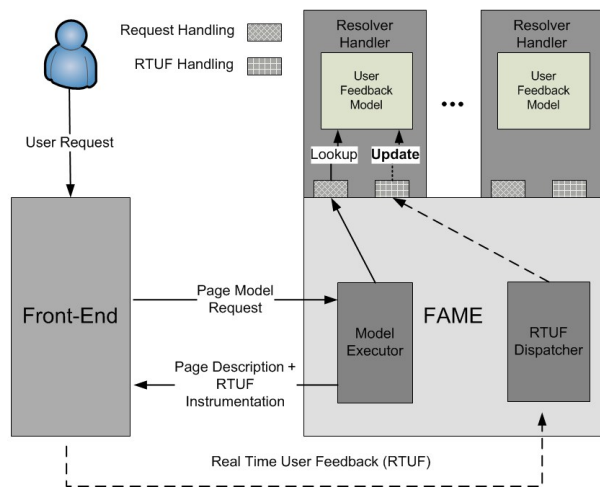 Request Handling
RTUF Handling
Resolver
Handler
User
Feedback
Model
Lookup
Update
...
Resolver
Handler
User
Feedback
Model
User Request
Front-End
Page Model
Request
Page Description +
RTUF
Instrumentation
Model
Executor
FAME
RTUF
Dispatcher
Real Time User Feedback (RTUF)